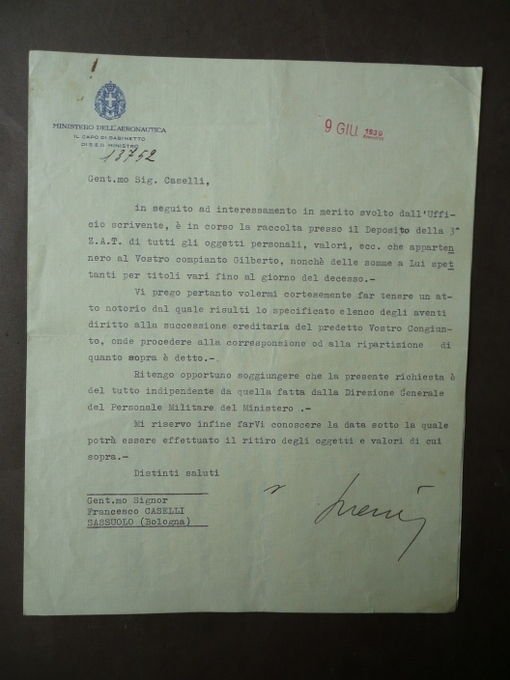 MINISTERO DELL'AERONAUTICA
IL CAPO DI GABINETTO
DI S.E. IL MINISTRO
13752
9 GIU. 1939
Gent.mo Sig. Caselli,
in seguito ad interessamento in merito svolto dall'Uffi-
cio scrivente, è in corso la raccolta presso il Deposito della 3^
Z.A.T. di tutti gli oggetti personali, valori, ecc. che apparten
nero al Vostro compianto Gilberto, nonchè delle somme a Lui spet
tanti per titoli vari fino al giorno del decesso.-
Vi prego pertanto volermi cortesemente far tenere un at-
to notorio dal quale risulti lo specificato elenco degli aventi
diritto alla successione ereditaria del predetto Vostro Congiun-
to, onde procedere alla corresponsione od alla ripartizione di
quanto sopra è detto.-
Ritengo opportuno soggiungere che la presente richiesta è
del tutto indipendente da quella fatta dalla Direzione Generale
del Personale Militare del Ministero .-
Mi riservo infine farVi conoscere la data sotto la quale
potrà essere effettuato il ritiro degli oggetti e valori di cui
sopra.-
Distinti saluti
Gent.mo Signor
Francesco CASELLI
SASSUOLO (Bologna)